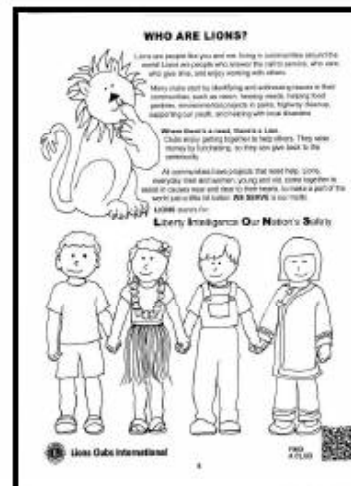 WHO ARE LIONS?
Lions are people like you and me, living in communities around the
world. Lions are people who answer the call to service, who care,
who give time, and enjoy working with others.
Many clubs start by identifying and addressing issues in their
communities, such as vision, hearing needs, helping food
pantries, environmental projects in parks, highway cleanup,
supporting our youth, and helping with local disasters.
Where there is a need, there is a Lion.
Clubs enjoy getting together to help others. They raise
money by fundraising, so they can give back to the
community.
All communities have projects that need help. Lions,
everyday men and women, young and old, come together to
assist in causes near and dear to their hearts, to make a part of the
world just a little bit better. WE SERVE is our motto.
LIONS stands for:
Liberty Intelligence Our Nation's Safety
Lions Clubs International
FIND
A CLUB